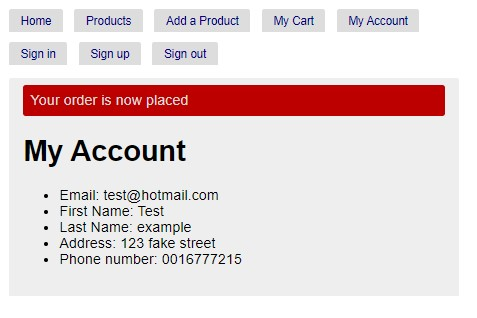 Home Products Add a Product My Cart My Account
Sign in Sign up Sign out
Your order is now placed
My Account
Email: test@hotmail.com
First Name: Test
Last Name: example
Address: 123 fake street
Phone number: 0016777215